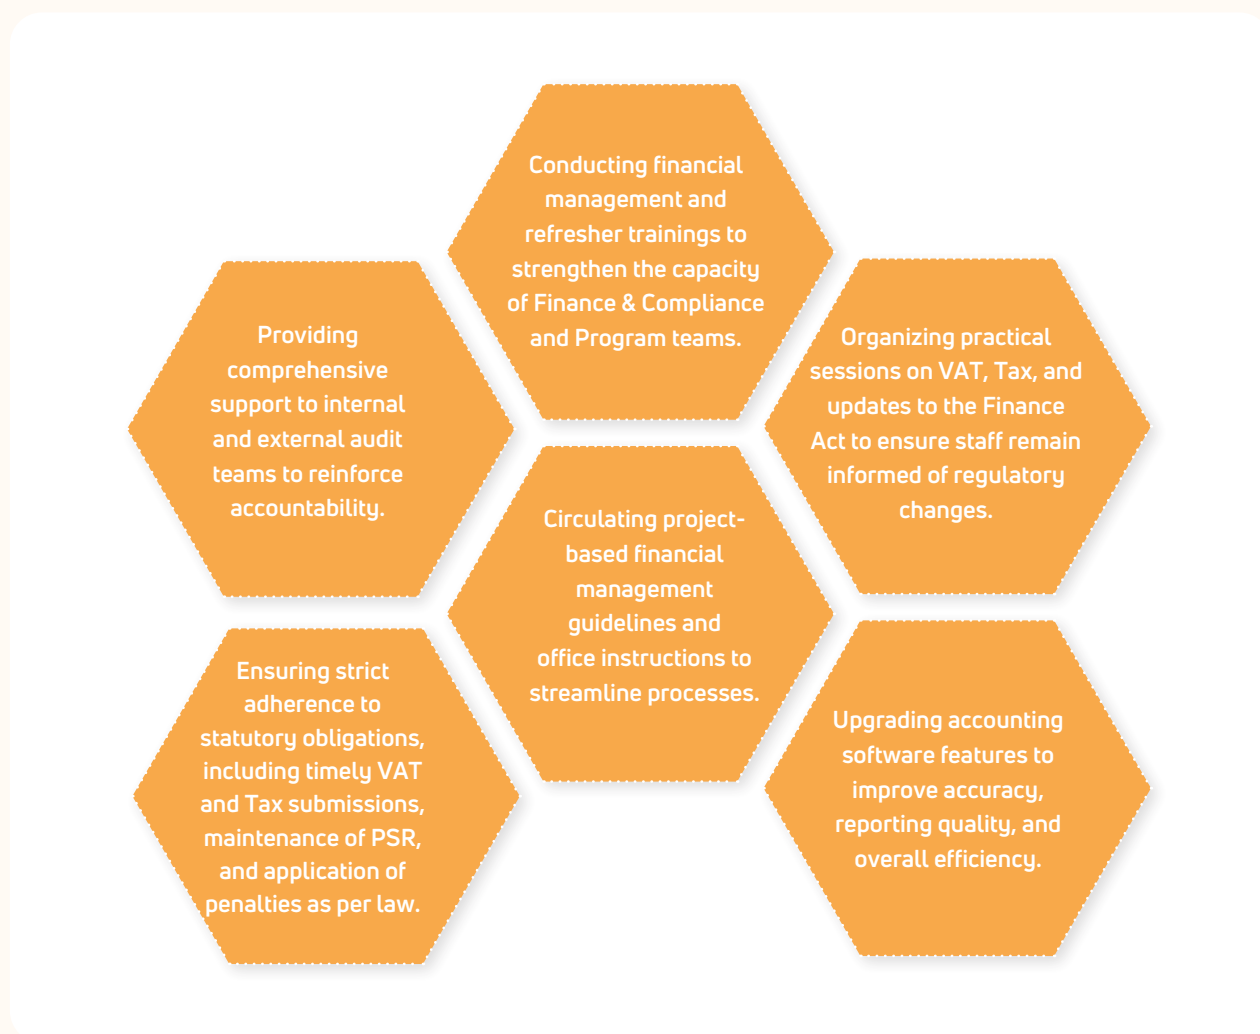 Conducting financial
management and
refresher trainings to
strengthen the capacity
of Finance & Compliance
and Program teams.
Providing
comprehensive
support to internal
and external audit
teams to reinforce
accountability.
Organizing practical
sessions on VAT, Tax, and
updates to the Finance
Act to ensure staff remain
informed of regulatory
changes.
Circulating project-
based financial
management
guidelines and
office instructions to
streamline processes.
Ensuring strict
adherence to
statutory obligations,
including timely VAT
and Tax submissions,
maintenance of PSR,
and application of
penalties as per law.
Upgrading accounting
software features to
improve accuracy,
reporting quality, and
overall efficiency.